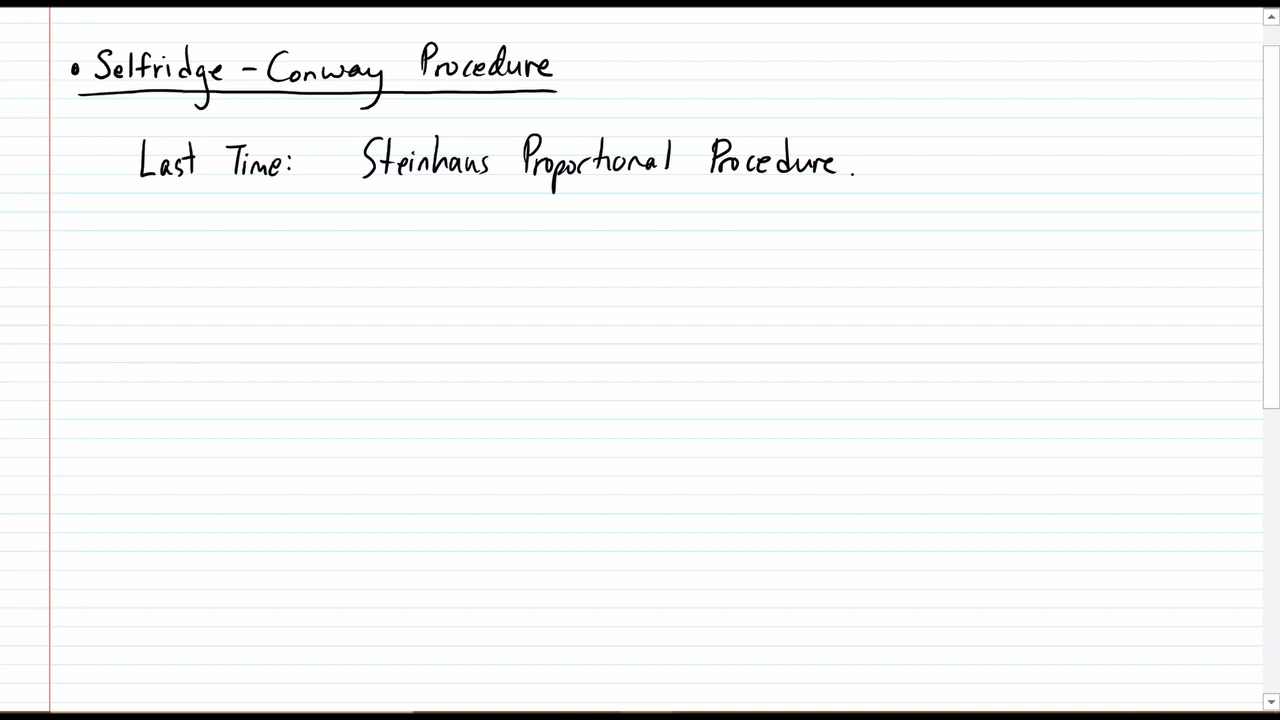 • Selfridge - Conway Procedure
Last Time: Steinhaus Proportional Procedure.